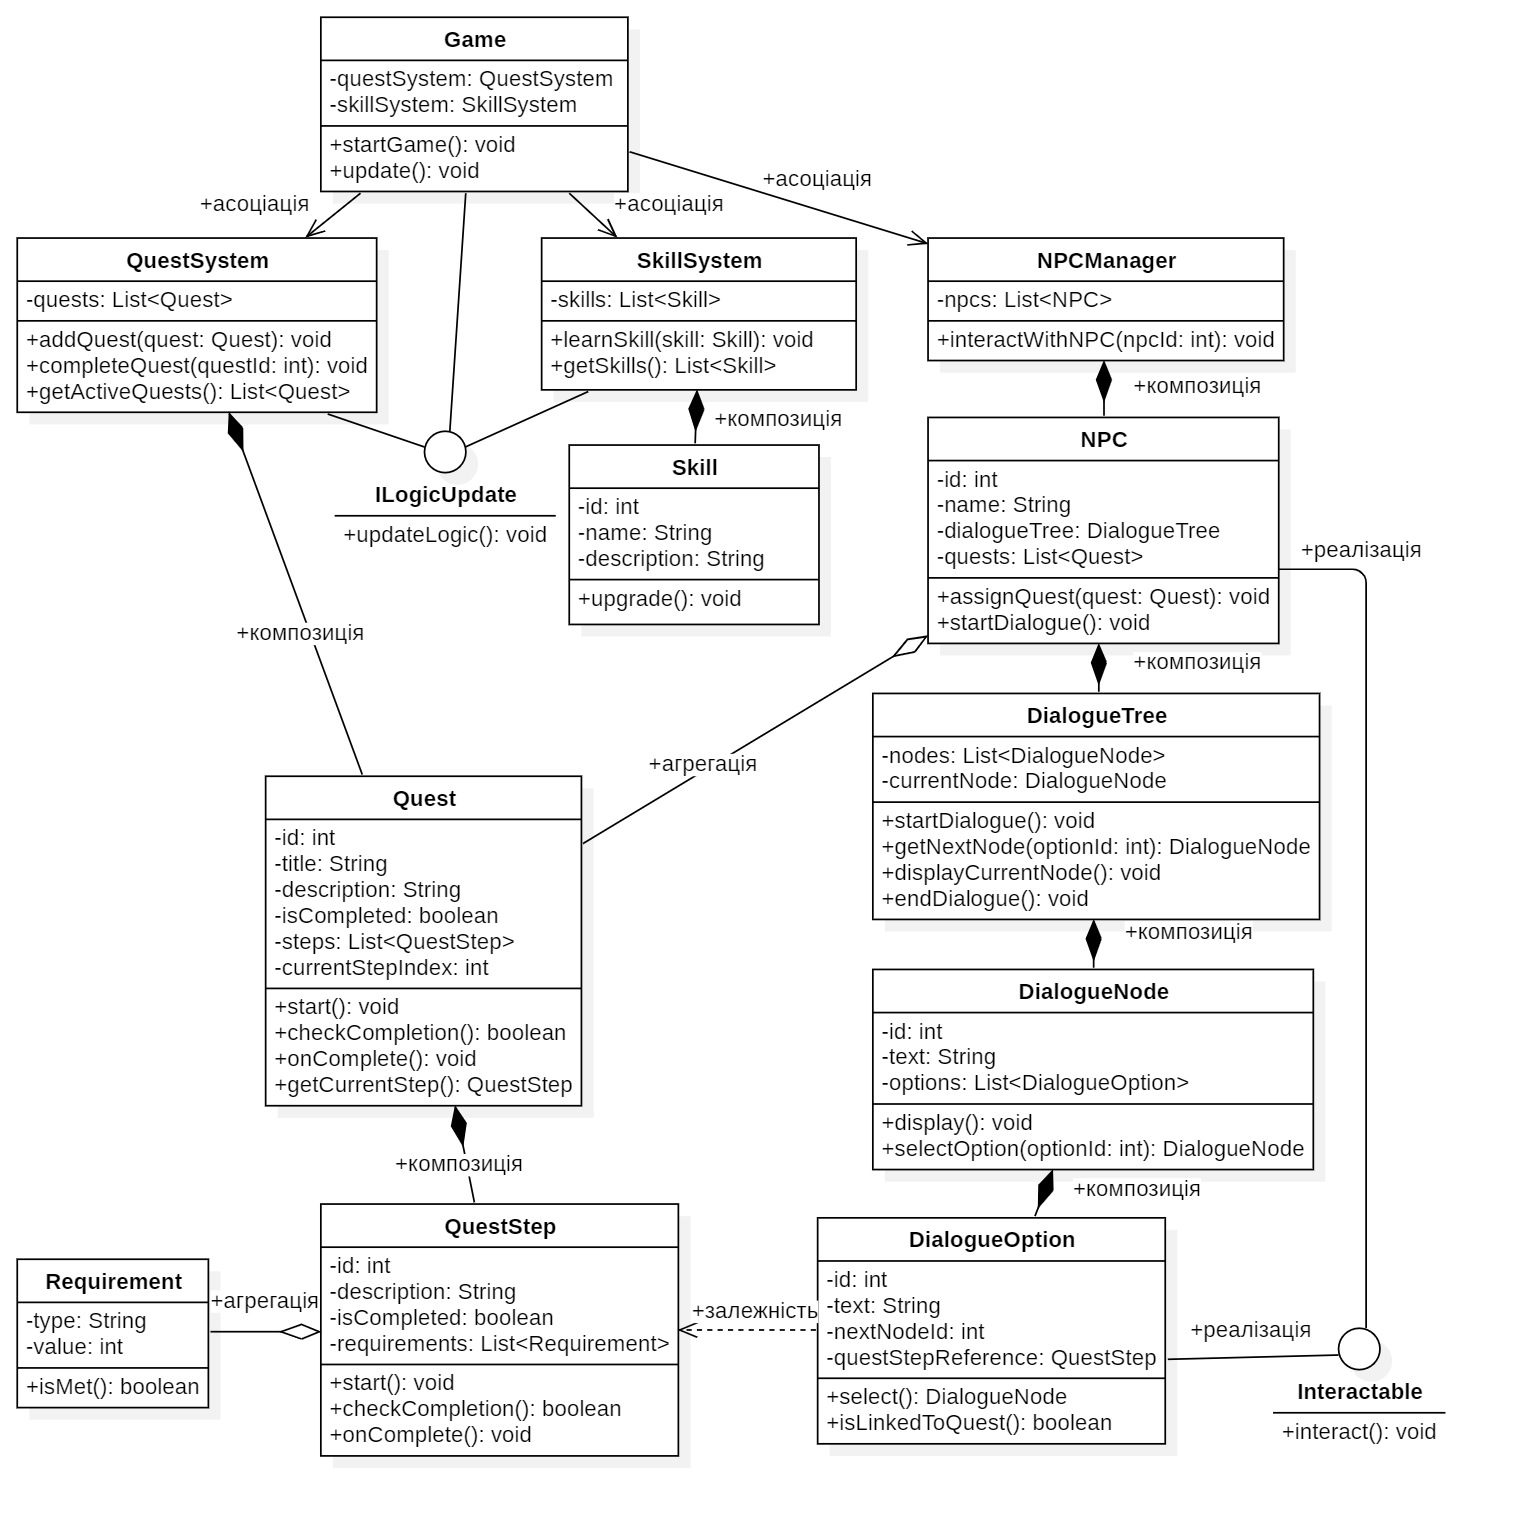 Game
-questSystem: QuestSystem
-skillSystem: SkillSystem
+startGame(): void
+update(): void
+асоціація
+асоціація
+асоціація
QuestSystem
-quests: List<Quest>
+addQuest(quest: Quest): void
+completeQuest(questId: int): void
+getActiveQuests(): List<Quest>
SkillSystem
-skills: List<Skill>
+learnSkill(skill: Skill): void
+getSkills(): List<Skill>
NPCManager
-npcs: List<NPC>
+interactWithNPC(npcId: int): void
+композиція
+композиція
ILogicUpdate
+updateLogic(): void
Skill
-id: int
-name: String
-description: String
+upgrade(): void
NPC
-id: int
-name: String
-dialogueTree: DialogueTree
-quests: List<Quest>
+assignQuest(quest: Quest): void
+startDialogue(): void
+реалізація
+композиція
+композиція
+агрегація
DialogueTree
-nodes: List<DialogueNode>
-currentNode: DialogueNode
+startDialogue(): void
+getNextNode(optionId: int): DialogueNode
+displayCurrentNode(): void
+endDialogue(): void
+композиція
Quest
-id: int
-title: String
-description: String
-isCompleted: boolean
-steps: List<QuestStep>
-currentStepIndex: int
+start(): void
+checkCompletion(): boolean
+onComplete(): void
+getCurrentStep(): QuestStep
DialogueNode
-id: int
-text: String
-options: List<DialogueOption>
+display(): void
+selectOption(optionId: int): DialogueNode
+композиція
+композиція
Requirement
-type: String
-value: int
+isMet(): boolean
+агрегація
QuestStep
-id: int
-description: String
-isCompleted: boolean
-requirements: List<Requirement>
+start(): void
+checkCompletion(): boolean
+onComplete(): void
+залежність
DialogueOption
-id: int
-text: String
-nextNodeId: int
-questStepReference: QuestStep
+select(): DialogueNode
+isLinkedToQuest(): boolean
+реалізація
Interactable
+interact(): void